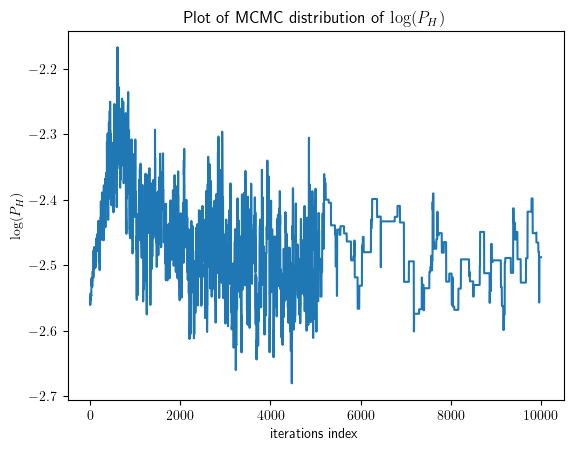 Plot of MCMC distribution of log(P_H)
log(P_H)
−2.2
−2.3
−2.4
−2.5
−2.6
−2.7
0 2000 4000 6000 8000 10000
iterations index